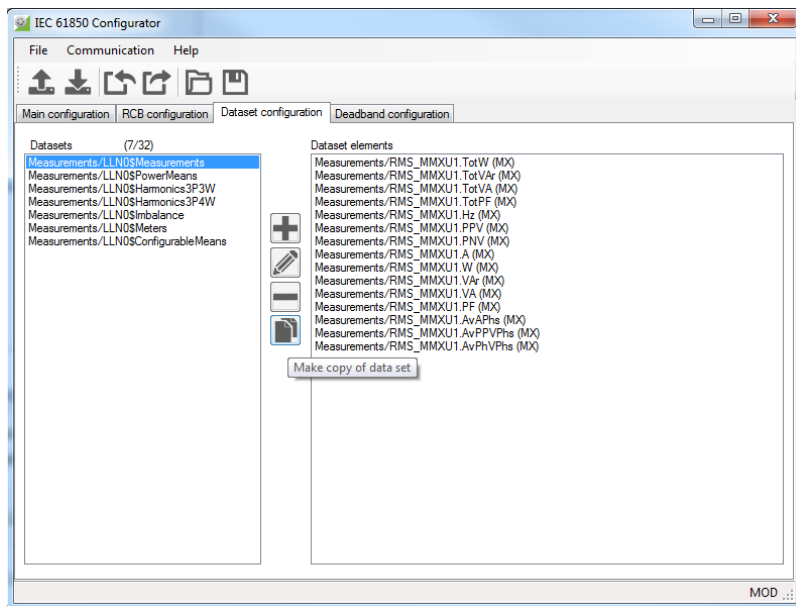 IEC 61850 Configurator
File Communication Help
Main configuration RCB configuration Dataset configuration Deadband configuration
Datasets (7/32)
Measurements/LLN0$Measurements
Measurements/LLN0$PowerMeans
Measurements/LLN0$Harmonics3P3W
Measurements/LLN0$Harmonics3P4W
Measurements/LLN0$Imbalance
Measurements/LLN0$Meters
Measurements/LLN0$ConfigurableMeans
Dataset elements
Measurements/RMS_MMXU1.TotW (MX)
Measurements/RMS_MMXU1.TotVAr (MX)
Measurements/RMS_MMXU1.TotVA (MX)
Measurements/RMS_MMXU1.TotPF (MX)
Measurements/RMS_MMXU1.Hz (MX)
Measurements/RMS_MMXU1.PPV (MX)
Measurements/RMS_MMXU1.PNV (MX)
Measurements/RMS_MMXU1.A (MX)
Measurements/RMS_MMXU1.W (MX)
Measurements/RMS_MMXU1.VAr (MX)
Measurements/RMS_MMXU1.VA (MX)
Measurements/RMS_MMXU1.PF (MX)
Measurements/RMS_MMXU1.AvAPhs (MX)
Measurements/RMS_MMXU1.AvPPVPhs (MX)
Measurements/RMS_MMXU1.AvPhVPhs (MX)
Make copy of data set
MOD